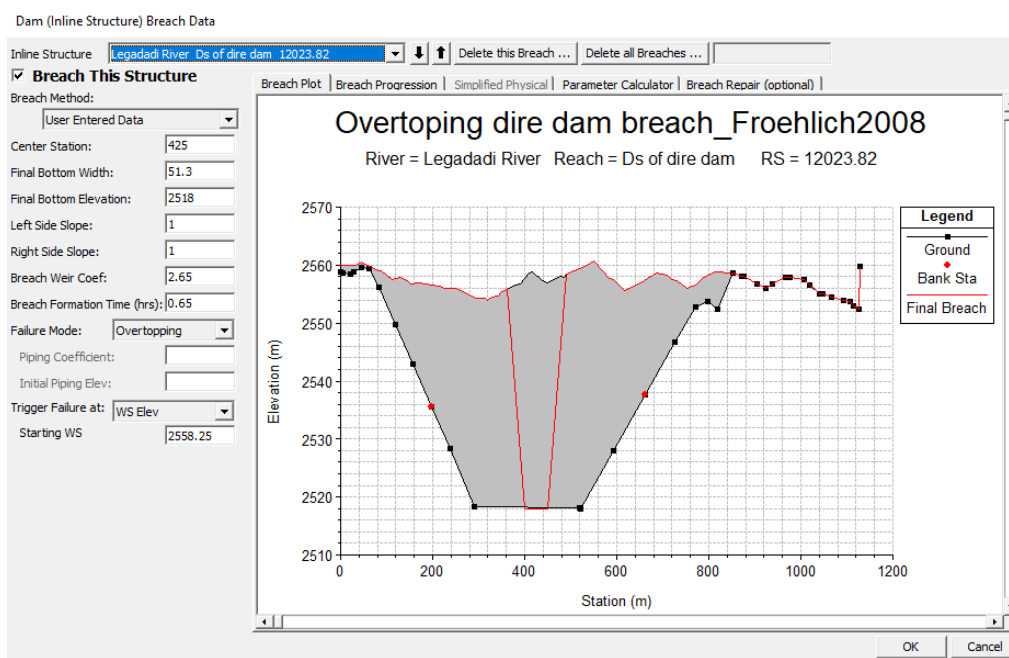 Dam (Inline Structure) Breach Data
Inline Structure Legadadi River Ds of dire dam 12023.82 Delete this Breach ... Delete all Breaches ...
Breach This Structure
Breach Method:
User Entered Data
Center Station: 425
Final Bottom Width: 51.3
Final Bottom Elevation: 2518
Left Side Slope: 1
Right Side Slope: 1
Breach Weir Coef: 2.65
Breach Formation Time (hrs): 0.65
Failure Mode: Overtopping
Piping Coefficient:
Initial Piping Elev:
Trigger Failure at: WS Elev
Starting WS 2558.25
Breach Plot Breach Progression Simplified Physical Parameter Calculator Breach Repair (optional)
Overtoping dire dam breach_Froehlich2008
River = Legadadi River Reach = Ds of dire dam RS = 12023.82
2570
2560
2550
2540
2530
2520
2510
Elevation (m)
0 200 400 600 800 1000 1200
Station (m)
Legend
Ground
Bank Sta
Final Breach
OK Cancel